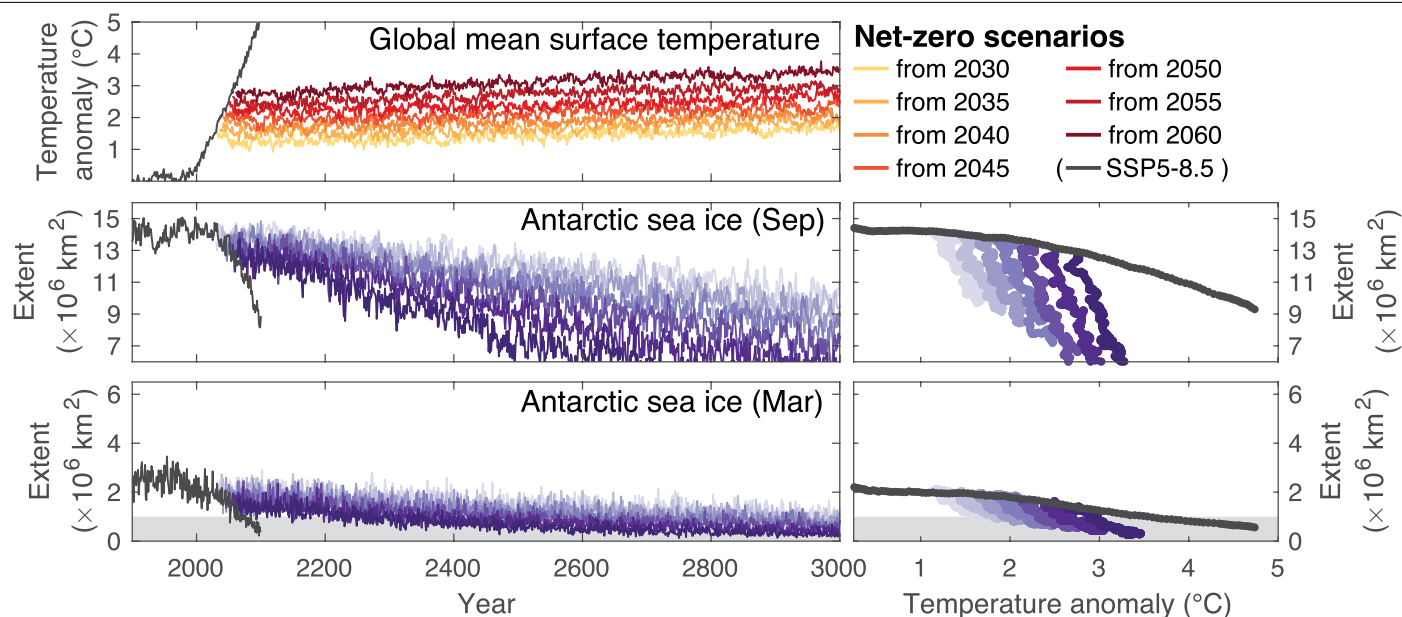 Global mean surface temperature
Temperature
anomaly (°C)
5
4
3
2
1
Net-zero scenarios
from 2030
from 2035
from 2040
from 2045
from 2050
from 2055
from 2060
( SSP5-8.5 )
Antarctic sea ice (Sep)
Extent
(× 10⁶ km²)
15
13
11
9
7
15
13
11
9
7
Extent
(× 10⁶ km²)
Antarctic sea ice (Mar)
Extent
(× 10⁶ km²)
6
4
2
0
6
4
2
0
Extent
(× 10⁶ km²)
2000 2200 2400 2600 2800 3000
Year
0 1 2 3 4 5
Temperature anomaly (°C)